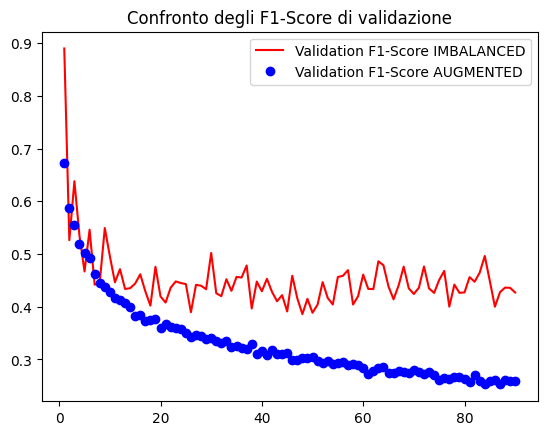 Confronto degli F1-Score di validazione
Validation F1-Score IMBALANCED
Validation F1-Score AUGMENTED
0.9
0.8
0.7
0.6
0.5
0.4
0.3
0 20 40 60 80